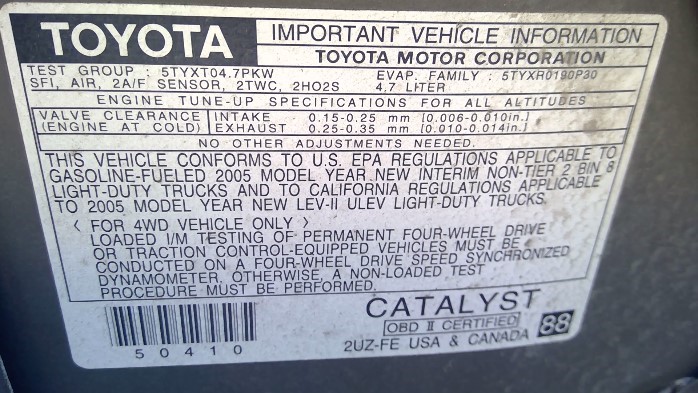 TOYOTA
IMPORTANT VEHICLE INFORMATION
TOYOTA MOTOR CORPORATION
TEST GROUP : 5TYXT04.7PKW EVAP. FAMILY : 5TYXR0190P30
SFI, AIR, 2A/F SENSOR, 2TWC, 2HO2S 4.7 LITER
ENGINE TUNE-UP SPECIFICATIONS FOR ALL ALTITUDES
VALVE CLEARANCE INTAKE 0.15-0.25 mm [0.006-0.010in.]
(ENGINE AT COLD) EXHAUST 0.25-0.35 mm [0.010-0.014in.]
NO OTHER ADJUSTMENTS NEEDED.
THIS VEHICLE CONFORMS TO U.S. EPA REGULATIONS APPLICABLE TO
GASOLINE-FUELED 2005 MODEL YEAR NEW INTERIM NON-TIER 2 BIN 8
LIGHT-DUTY TRUCKS AND TO CALIFORNIA REGULATIONS APPLICABLE
TO 2005 MODEL YEAR NEW LEV-II ULEV LIGHT-DUTY TRUCKS.
< FOR 4WD VEHICLE ONLY >
LOADED I/M TESTING OF PERMANENT FOUR-WHEEL DRIVE
OR TRACTION CONTROL-EQUIPPED VEHICLES MUST BE
CONDUCTED ON A FOUR-WHEEL DRIVE SPEED SYNCHRONIZED
DYNAMOMETER. OTHERWISE, A NON-LOADED TEST
PROCEDURE MUST BE PERFORMED.
CATALYST
OBD II CERTIFIED
88
50410
2UZ-FE USA & CANADA